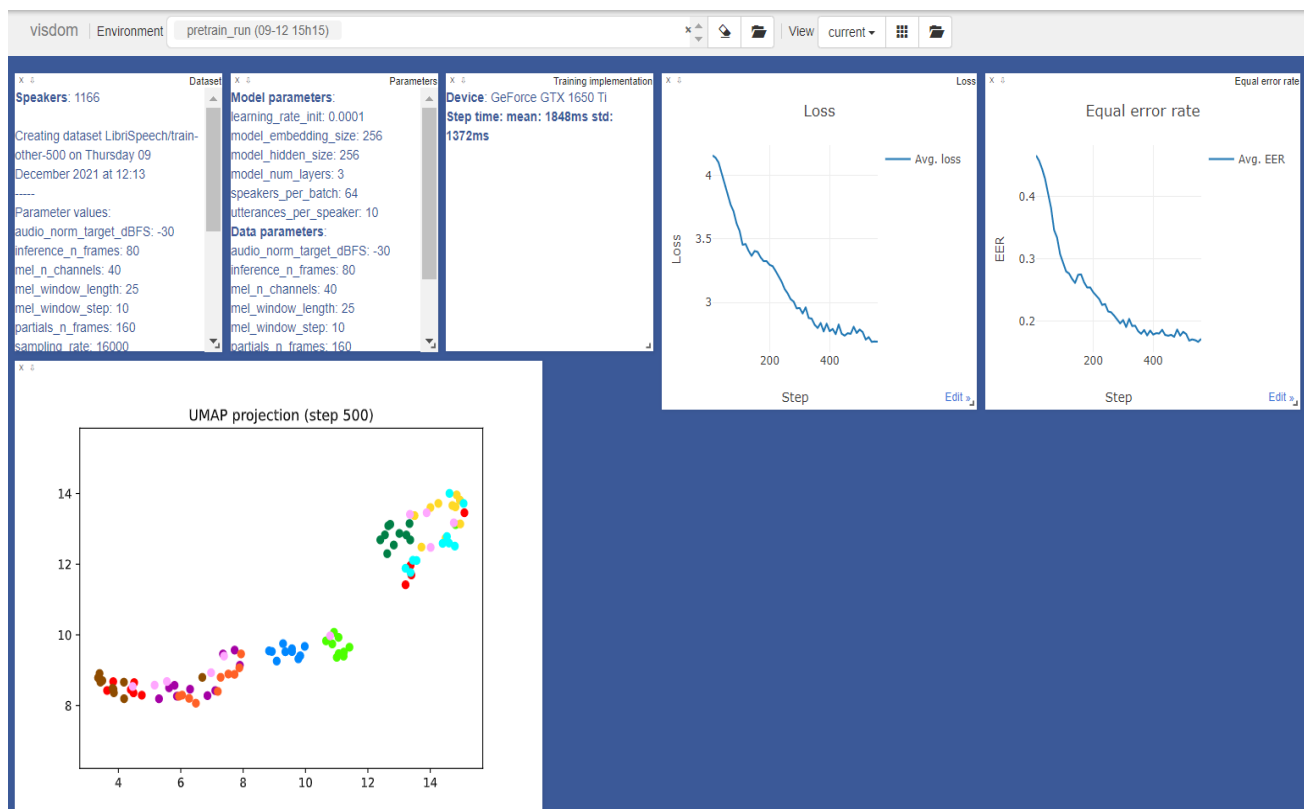 visdom Environment pretrain_run (09-12 15h15) x View current
X Dataset
Speakers: 1166
Creating dataset LibriSpeech/train-
other-500 on Thursday 09
December 2021 at 12:13
-----
Parameter values:
audio_norm_target_dBFS: -30
inference_n_frames: 80
mel_n_channels: 40
mel_window_length: 25
mel_window_step: 10
partials_n_frames: 160
sampling_rate: 16000
X Parameters
Model parameters:
learning_rate_init: 0.0001
model_embedding_size: 256
model_hidden_size: 256
model_num_layers: 3
speakers_per_batch: 64
utterances_per_speaker: 10
Data parameters:
audio_norm_target_dBFS: -30
inference_n_frames: 80
mel_n_channels: 40
mel_window_length: 25
mel_window_step: 10
partials_n_frames: 160
X Training implementation
Device: GeForce GTX 1650 Ti
Step time: mean: 1848ms std:
1372ms
X Loss
Loss
Avg. loss
4
3.5
3
Loss
200 400
Step
Edit »
X Equal error rate
Equal error rate
Avg. EER
0.4
0.3
0.2
EER
200 400
Step
Edit »
X
UMAP projection (step 500)
14
12
10
8
4 6 8 10 12 14